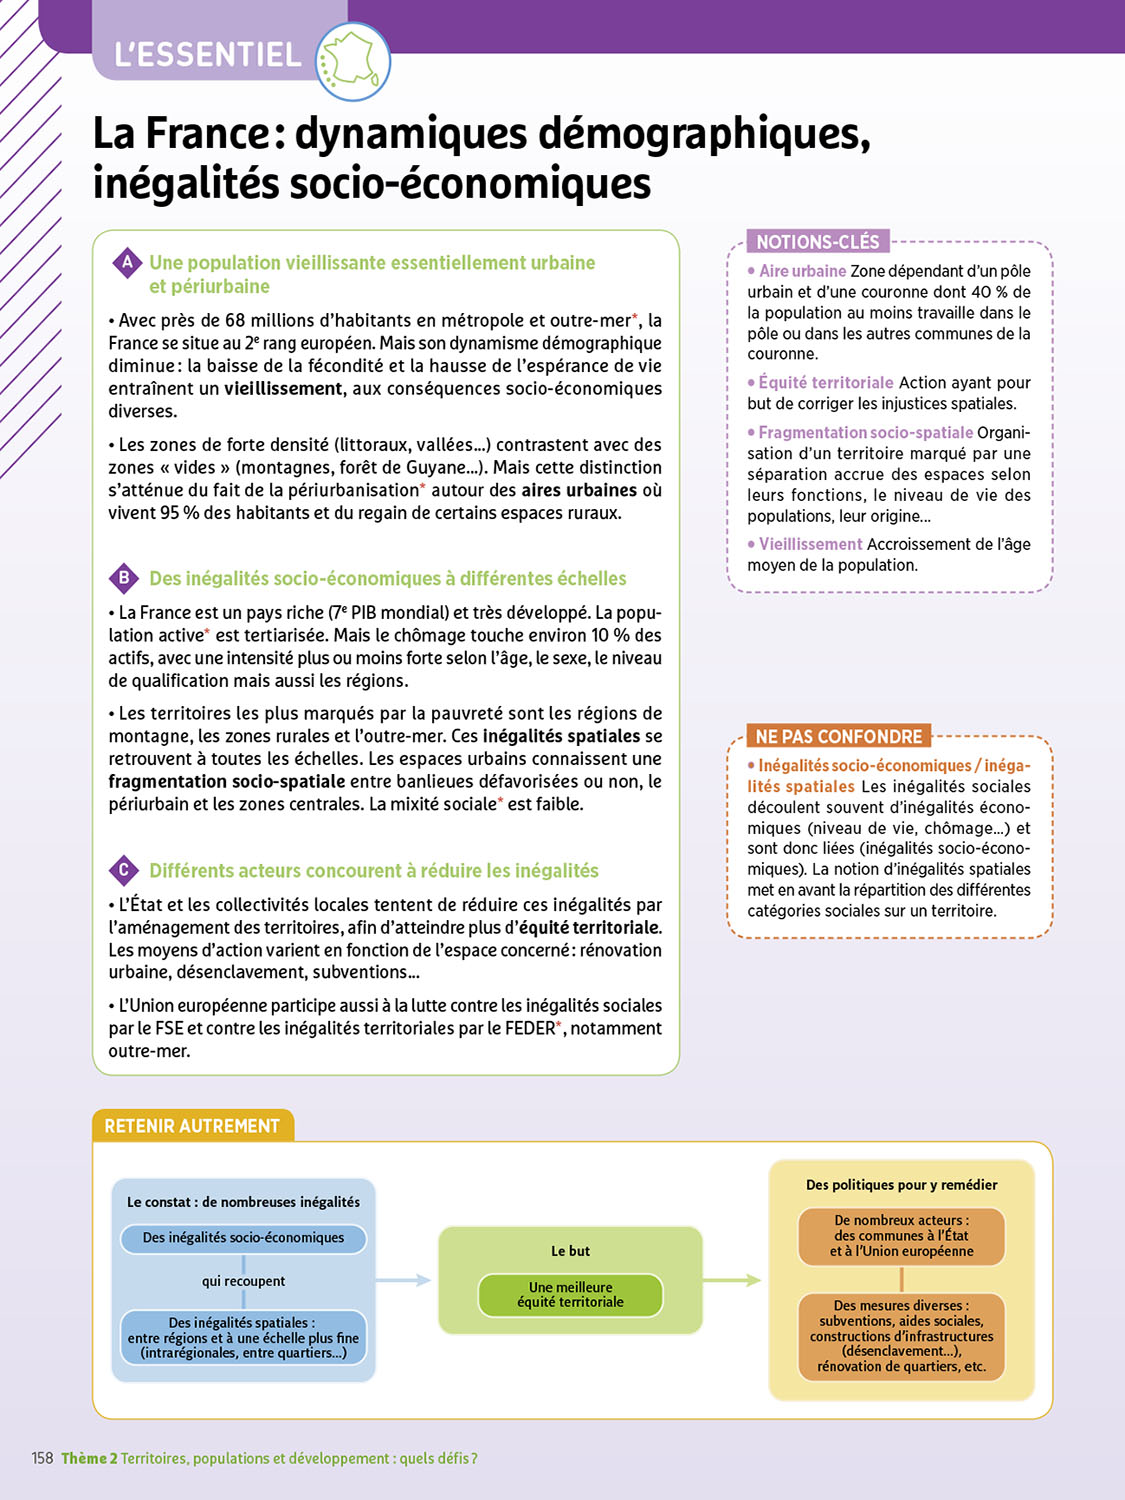 L'ESSENTIEL
La France : dynamiques démographiques,
inégalités socio-économiques
A Une population vieillissante essentiellement urbaine
et périurbaine
• Avec près de 68 millions d'habitants en métropole et outre-mer*, la
France se situe au 2e rang européen. Mais son dynamisme démographique
diminue : la baisse de la fécondité et la hausse de l'espérance de vie
entraînent un vieillissement, aux conséquences socio-économiques
diverses.
• Les zones de forte densité (littoraux, vallées...) contrastent avec des
zones « vides » (montagnes, forêt de Guyane...). Mais cette distinction
s'atténue du fait de la périurbanisation* autour des aires urbaines où
vivent 95 % des habitants et du regain de certains espaces ruraux.
B Des inégalités socio-économiques à différentes échelles
• La France est un pays riche (7e PIB mondial) et très développé. La popu-
lation active* est tertiarisée. Mais le chômage touche environ 10 % des
actifs, avec une intensité plus ou moins forte selon l'âge, le sexe, le niveau
de qualification mais aussi les régions.
• Les territoires les plus marqués par la pauvreté sont les régions de
montagne, les zones rurales et l'outre-mer. Ces inégalités spatiales se
retrouvent à toutes les échelles. Les espaces urbains connaissent une
fragmentation socio-spatiale entre banlieues défavorisées ou non, le
périurbain et les zones centrales. La mixité sociale* est faible.
C Différents acteurs concourent à réduire les inégalités
• L'État et les collectivités locales tentent de réduire ces inégalités par
l'aménagement des territoires, afin d'atteindre plus d'équité territoriale.
Les moyens d'action varient en fonction de l'espace concerné : rénovation
urbaine, désenclavement, subventions...
• L'Union européenne participe aussi à la lutte contre les inégalités sociales
par le FSE et contre les inégalités territoriales par le FEDER*, notamment
outre-mer.
NOTIONS-CLÉS
• Aire urbaine Zone dépendant d'un pôle
urbain et d'une couronne dont 40 % de
la population au moins travaille dans le
pôle ou dans les autres communes de la
couronne.
• Équité territoriale Action ayant pour
but de corriger les injustices spatiales.
• Fragmentation socio-spatiale Organi-
sation d'un territoire marqué par une
séparation accrue des espaces selon
leurs fonctions, le niveau de vie des
populations, leur origine...
• Vieillissement Accroissement de l'âge
moyen de la population.
NE PAS CONFONDRE
• Inégalités socio-économiques / inéga-
lités spatiales Les inégalités sociales
découlent souvent d'inégalités écono-
miques (niveau de vie, chômage...) et
sont donc liées (inégalités socio-écono-
miques). La notion d'inégalités spatiales
met en avant la répartition des différentes
catégories sociales sur un territoire.
RETENIR AUTREMENT
Le constat : de nombreuses inégalités
Des inégalités socio-économiques
qui recoupent
Des inégalités spatiales :
entre régions et à une échelle plus fine
(intrarégionales, entre quartiers...)
Le but
Une meilleure
équité territoriale
Des politiques pour y remédier
De nombreux acteurs :
des communes à l'État
et à l'Union européenne
Des mesures diverses :
subventions, aides sociales,
constructions d'infrastructures
(désenclavement...),
rénovation de quartiers, etc.
158 Thème 2 Territoires, populations et développement : quels défis ?